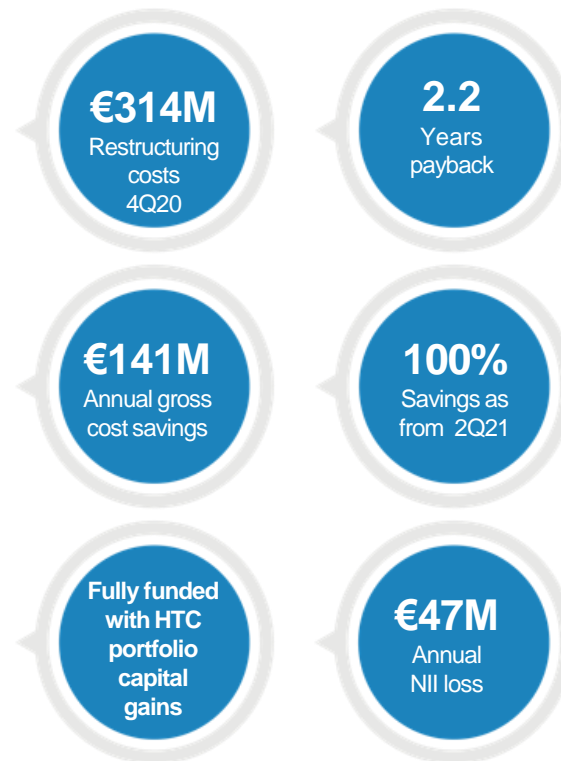 €314M
Restructuring
costs
4Q20
2.2
Years
payback
€141M
Annual gross
cost savings
100%
Savings as
from 2Q21
Fully funded
with HTC
portfolio
capital
gains
€47M
Annual
NII loss